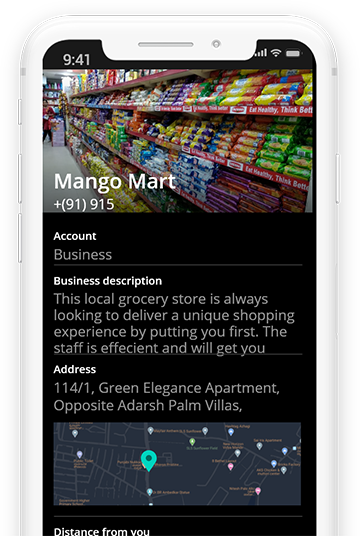 9:41
Eat Healthy, Think Bett
Eat Healthy, Think Bett
Mango Mart
+(91) 915
Account
Business
Business description
This local grocery store is always
looking to deliver a unique shopping
experience by putting you first. The
staff is effecient and will get you
Address
114/1, Green Elegance Apartment,
Opposite Adarsh Palm Villas,
Distance from you